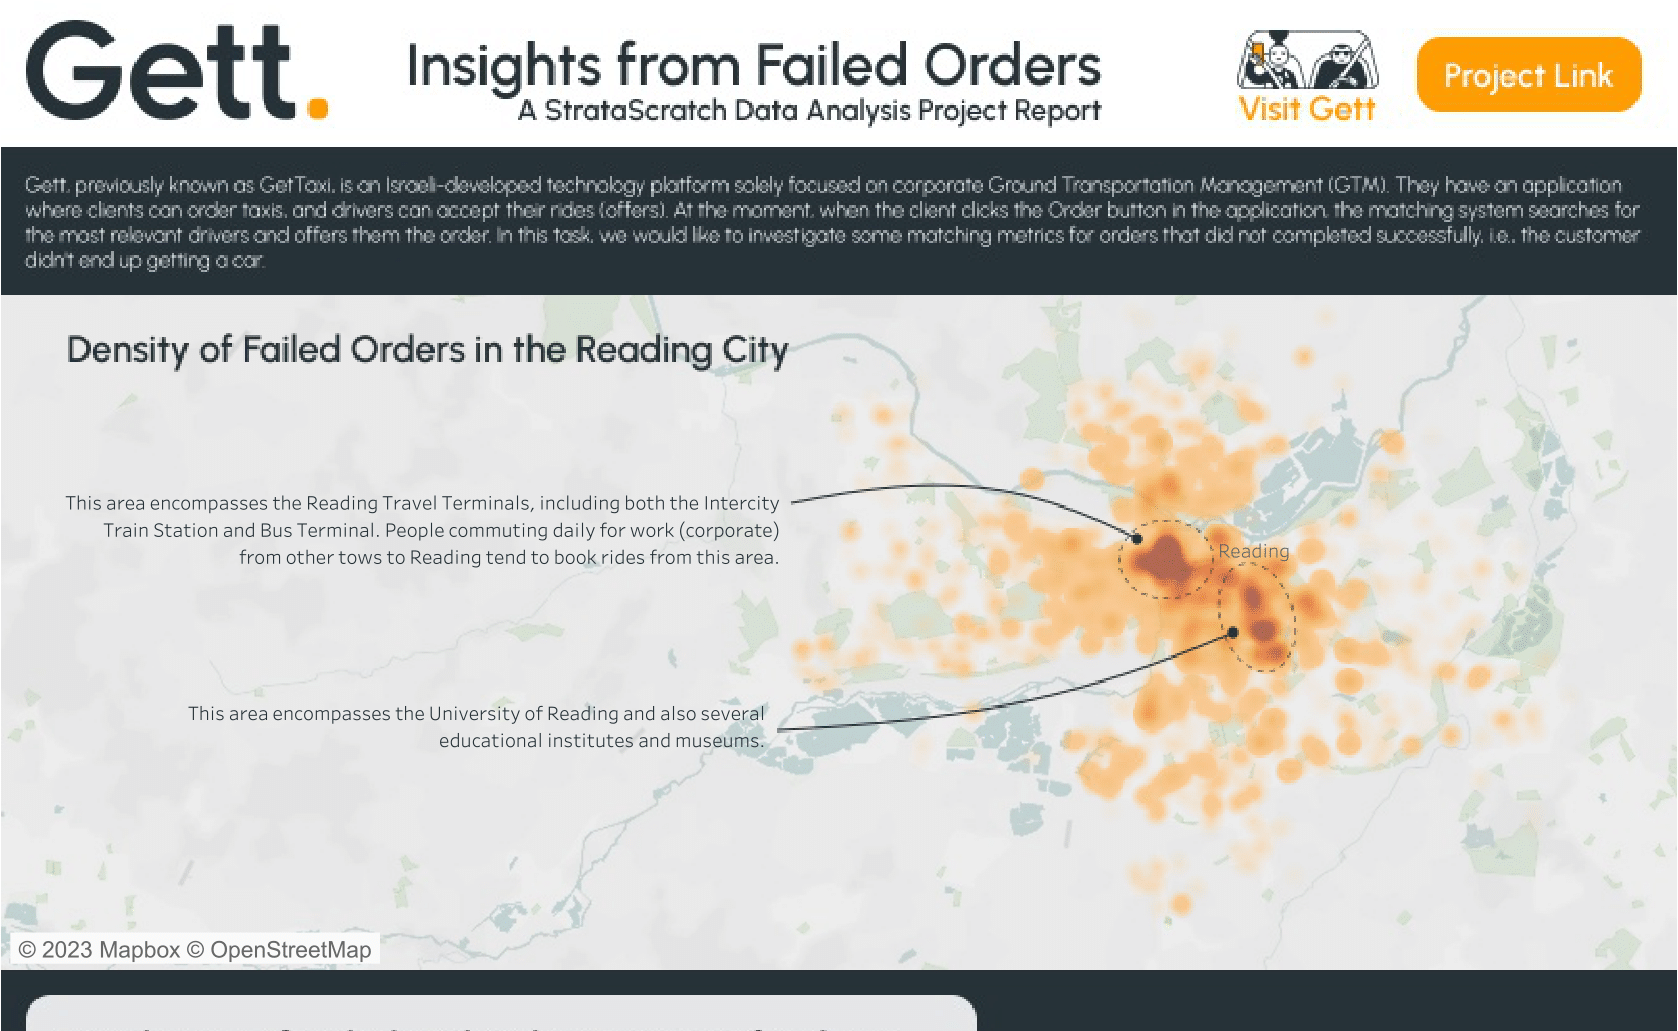 Gett.
Insights from Failed Orders
A StrataScratch Data Analysis Project Report
Visit Gett
Project Link
Gett, previously known as GetTaxi, is an Israeli-developed technology platform solely focused on corporate Ground Transportation Management (GTM). They have an application
where clients can order taxis, and drivers can accept their rides (offers). At the moment, when the client clicks the Order button in the application, the matching system searches for
the most relevant drivers and offers them the order. In this task, we would like to investigate some matching metrics for orders that did not completed successfully, i.e., the customer
didn't end up getting a car.
Density of Failed Orders in the Reading City
This area encompasses the Reading Travel Terminals, including both the Intercity
Train Station and Bus Terminal. People commuting daily for work (corporate)
from other tows to Reading tend to book rides from this area.
Reading
This area encompasses the University of Reading and also several
educational institutes and museums.
© 2023 Mapbox © OpenStreetMap